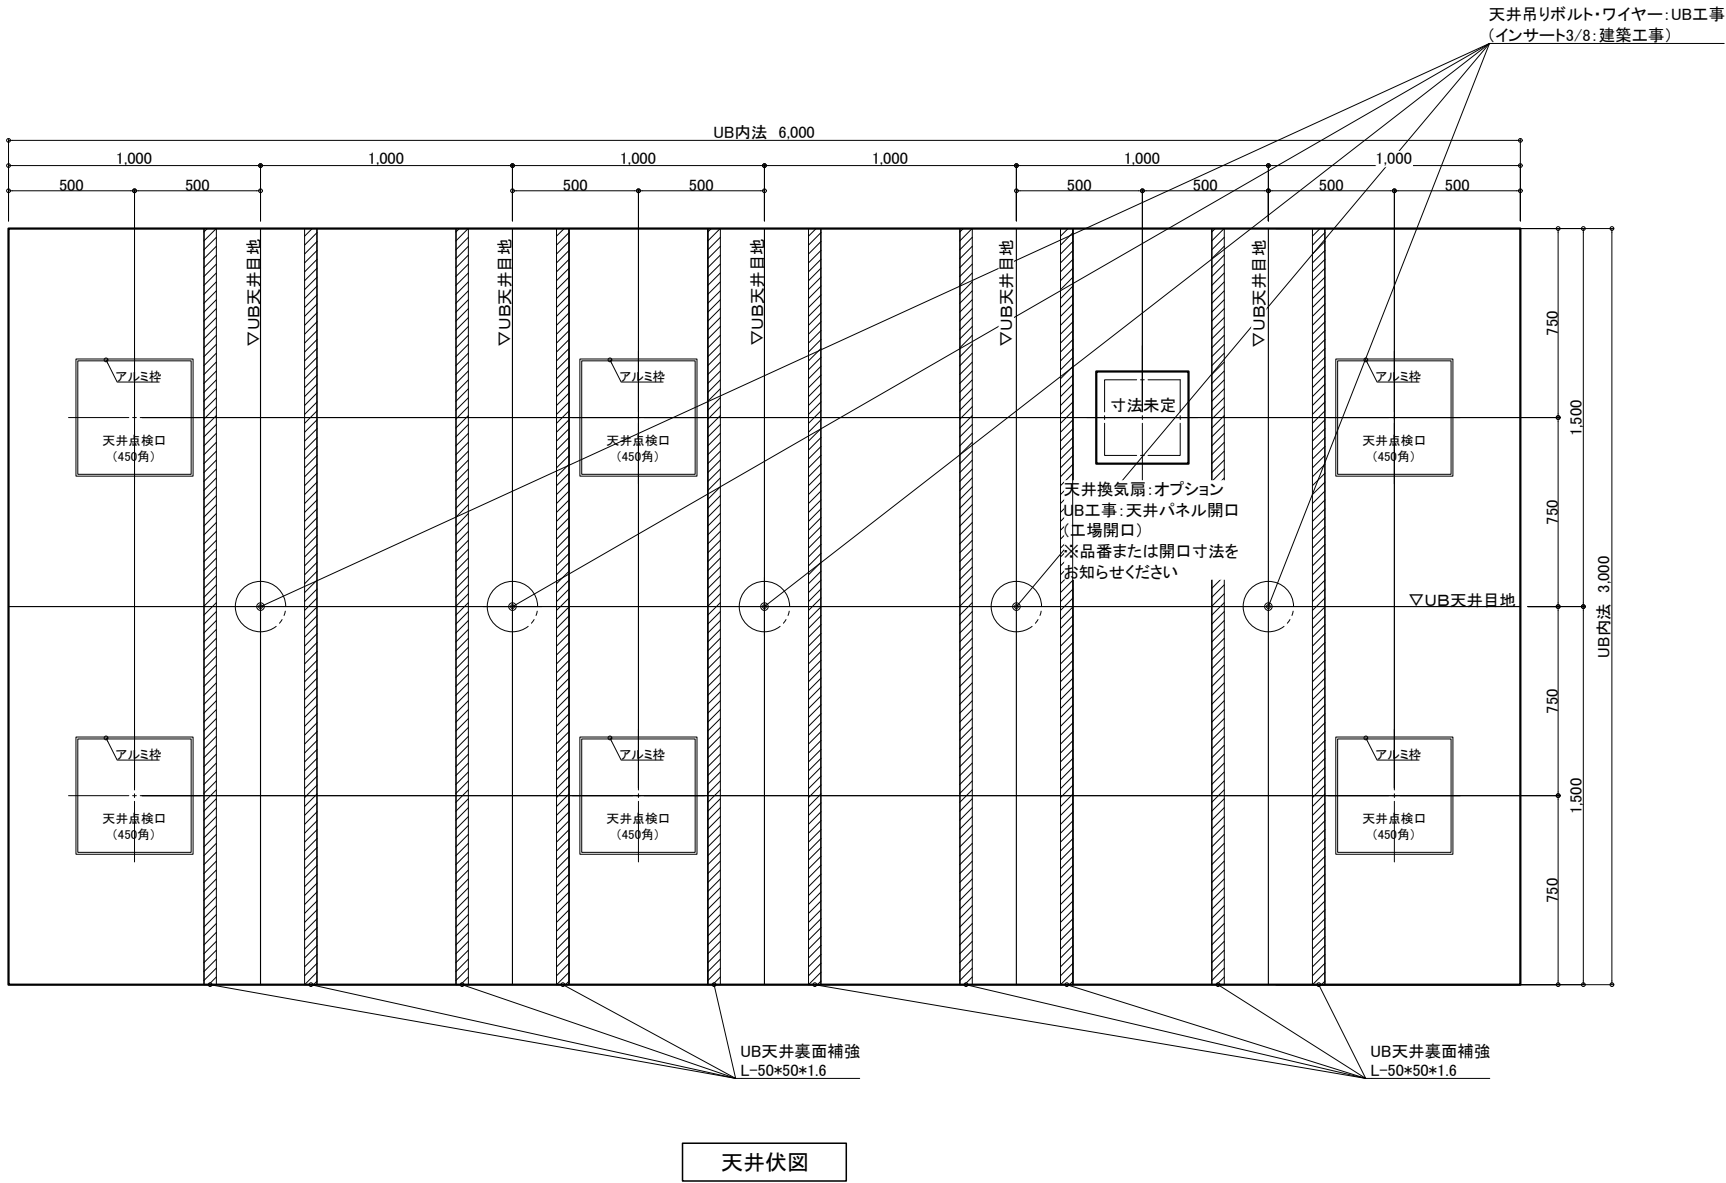 天井吊りボルト・ワイヤー:UB工事
(インサート3/8:建築工事)
UB内法 6,000
1,000
1,000
1,000
1,000
1,000
1,000
500
500
500
500
500
500
500
500
▽UB天井目地
▽UB天井目地
▽UB天井目地
▽UB天井目地
▽UB天井目地
アルミ枠
天井点検口
(450角)
アルミ枠
天井点検口
(450角)
寸法未定
アルミ枠
天井点検口
(450角)
天井換気扇:オプション
UB工事:天井パネル開口
(工場開口)
※品番または開口寸法を
お知らせください
▽UB天井目地
750
750
750
750
1,500
1,500
UB内法 3,000
アルミ枠
天井点検口
(450角)
アルミ枠
天井点検口
(450角)
アルミ枠
天井点検口
(450角)
UB天井裏面補強
L-50*50*1.6
UB天井裏面補強
L-50*50*1.6
天井伏図